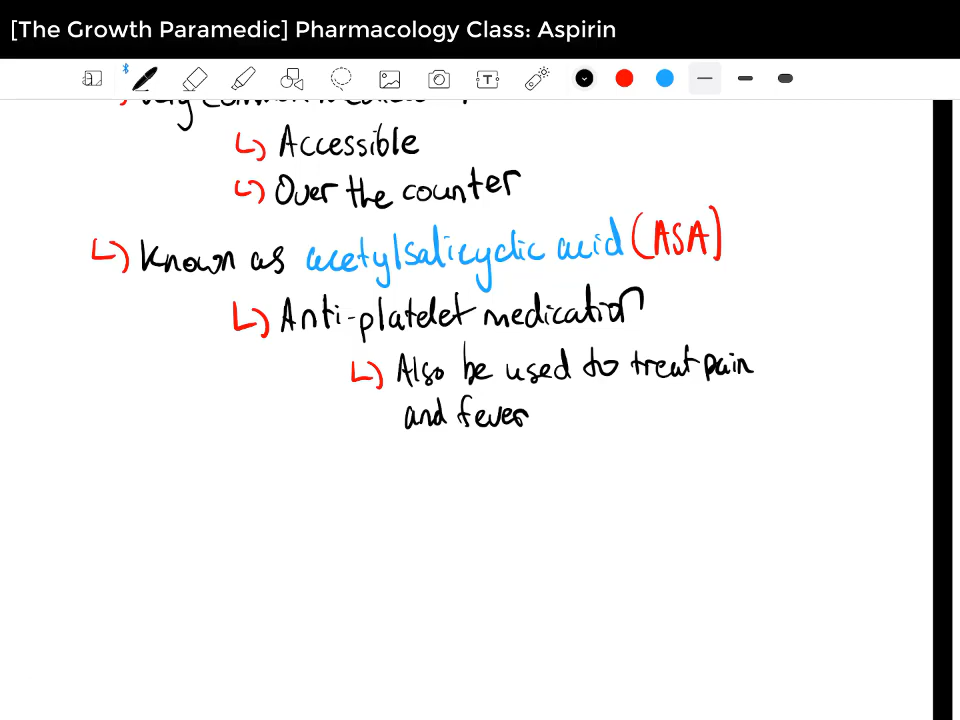 [The Growth Paramedic] Pharmacology Class: Aspirin
Accessible
Over the counter
Known as acetylsalicyclic acid (ASA)
Anti-platelet medication
Also be used to treat pain
and fever